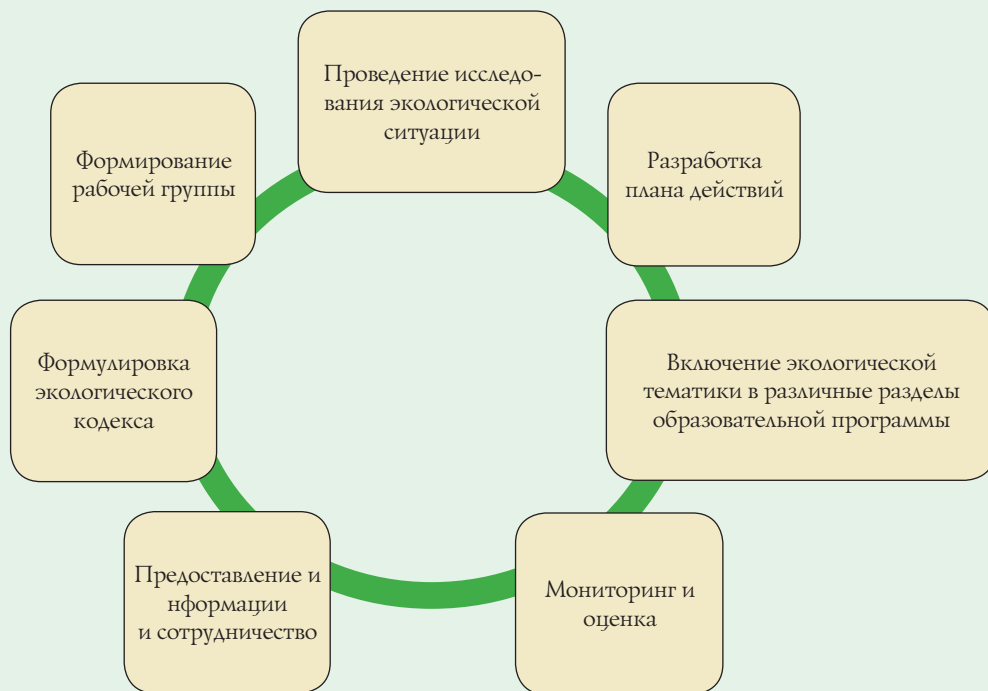 Проведение исследо-
вания экологической
ситуации
Формирование
рабочей группы
Разработка
плана действий
Формулировка
экологического
кодекса
Включение экологической
тематики в различные разделы
образовательной программы
Предоставление и
нформации
и сотрудничество
Мониторинг и
оценка